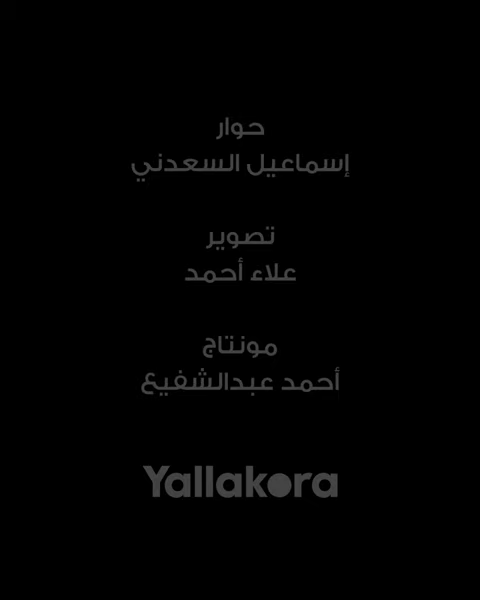 حوار
إسماعيل السعدني
تصوير
علاء أحمد
مونتاج
أحمد عبدالشفيع
Yallakora